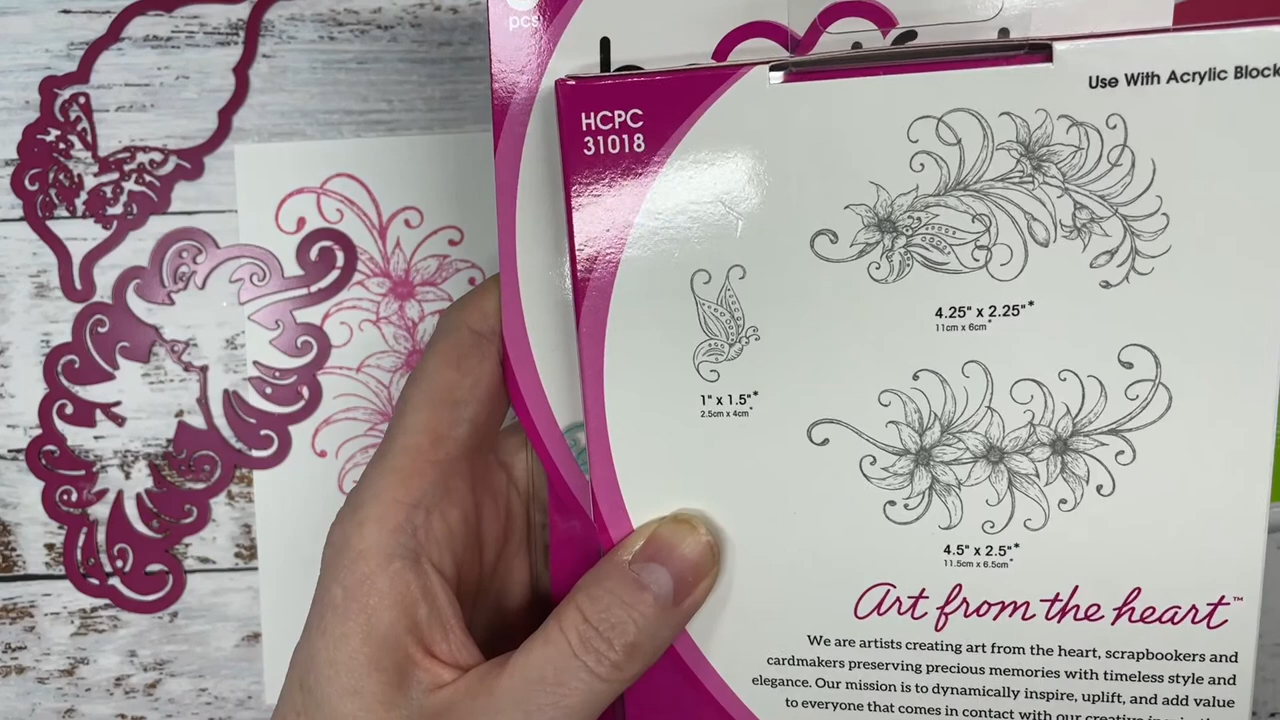 pcs
HCPC
31018
Use With Acrylic Block
4.25" x 2.25"*
11cm x 6cm*
1" x 1.5"*
2.5cm x 4cm*
4.5" x 2.5"*
11.5cm x 6.5cm*
Art from the heart™
We are artists creating art from the heart, scrapbookers and
cardmakers preserving precious memories with timeless style and
elegance. Our mission is to dynamically inspire, uplift, and add value
to everyone that comes in contact with our creative